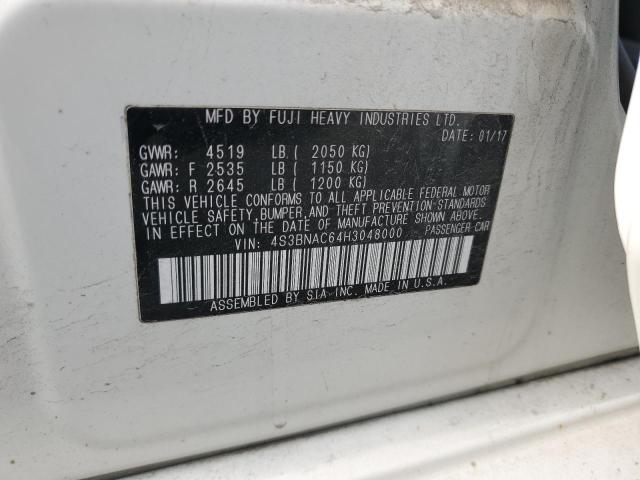 MFD BY FUJI HEAVY INDUSTRIES LTD.
DATE: 01/17
GVWR: 4519 LB ( 2050 KG)
GAWR: F 2535 LB ( 1150 KG)
GAWR: R 2645 LB ( 1200 KG)
THIS VEHICLE CONFORMS TO ALL APPLICABLE FEDERAL MOTOR
VEHICLE SAFETY, BUMPER, AND THEFT PREVENTION STANDARDS
IN EFFECT ON THE DATE OF MANUFACTURE SHOWN ABOVE.
VIN: 4S3BNAC64H3048000 PASSENGER CAR
ASSEMBLED BY SIA INC. MADE IN U.S.A.